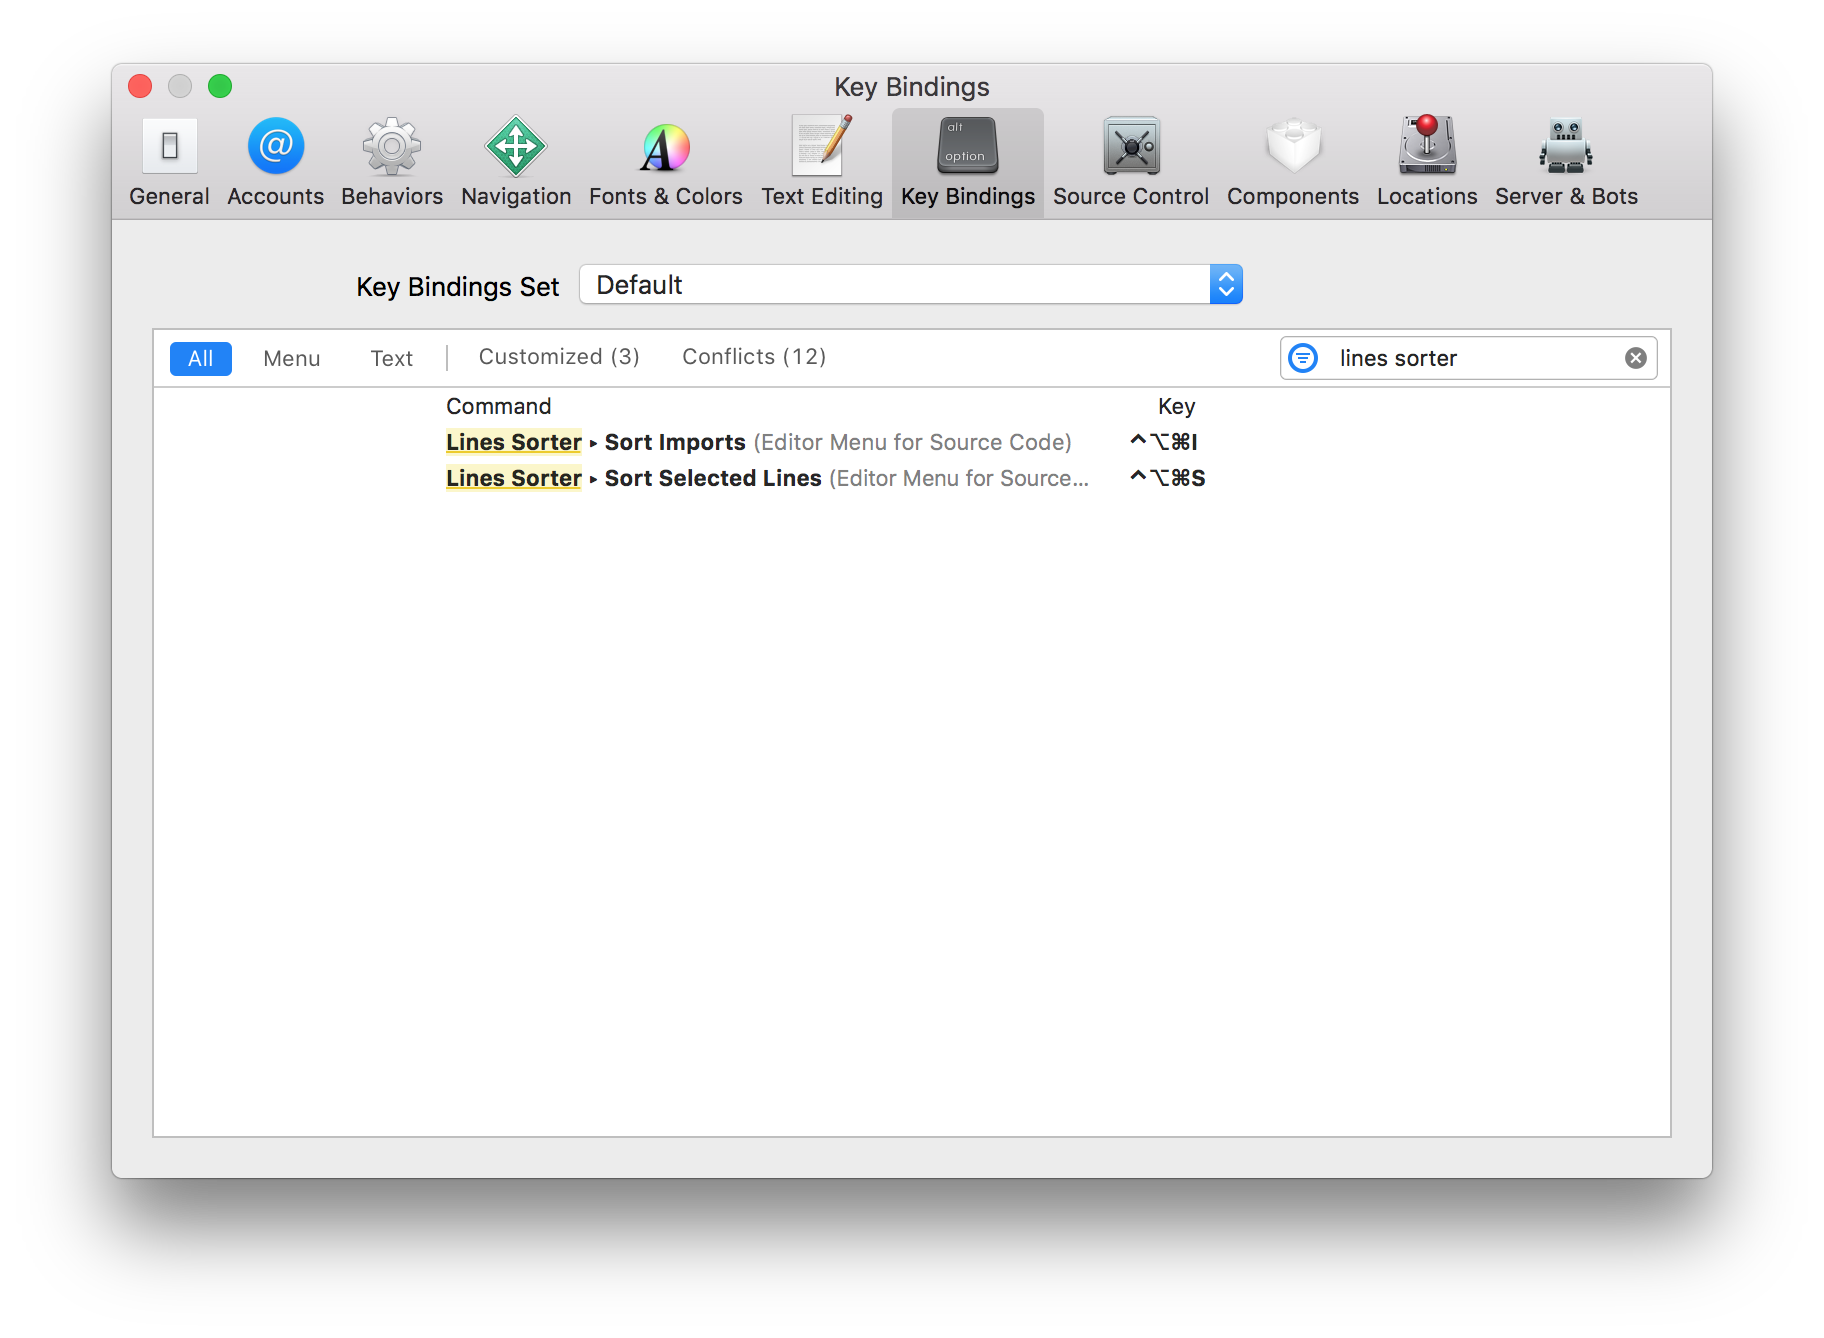 Key Bindings
@
A
alt
option
General Accounts Behaviors Navigation Fonts & Colors Text Editing Key Bindings Source Control Components Locations Server & Bots
Key Bindings Set Default
All Menu Text Customized (3) Conflicts (12) lines sorter
Command Key
Lines Sorter ▸ Sort Imports (Editor Menu for Source Code) ^⌥⌘I
Lines Sorter ▸ Sort Selected Lines (Editor Menu for Source... ^⌥⌘S